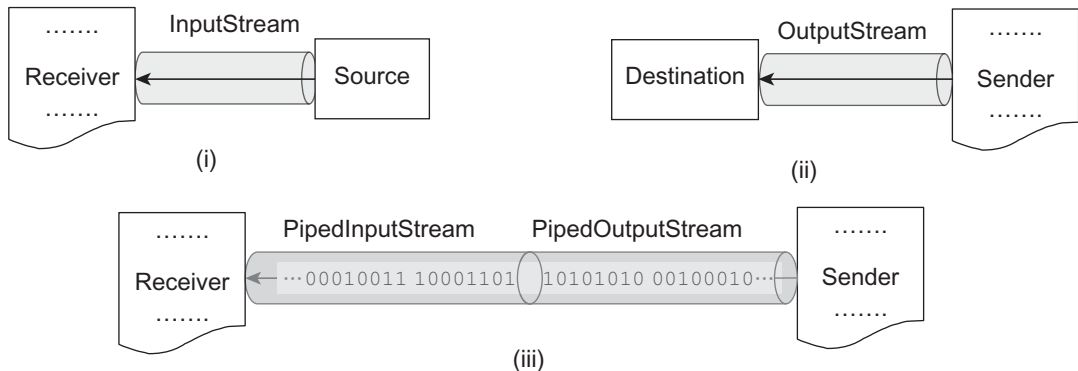 InputStream
.......
Receiver
.......
Source
(i)
OutputStream
Destination
.......
Sender
.......
(ii)
PipedInputStream PipedOutputStream
.......
Receiver
.......
···00010011 10001101 10101010 00100010···
.......
Sender
.......
(iii)